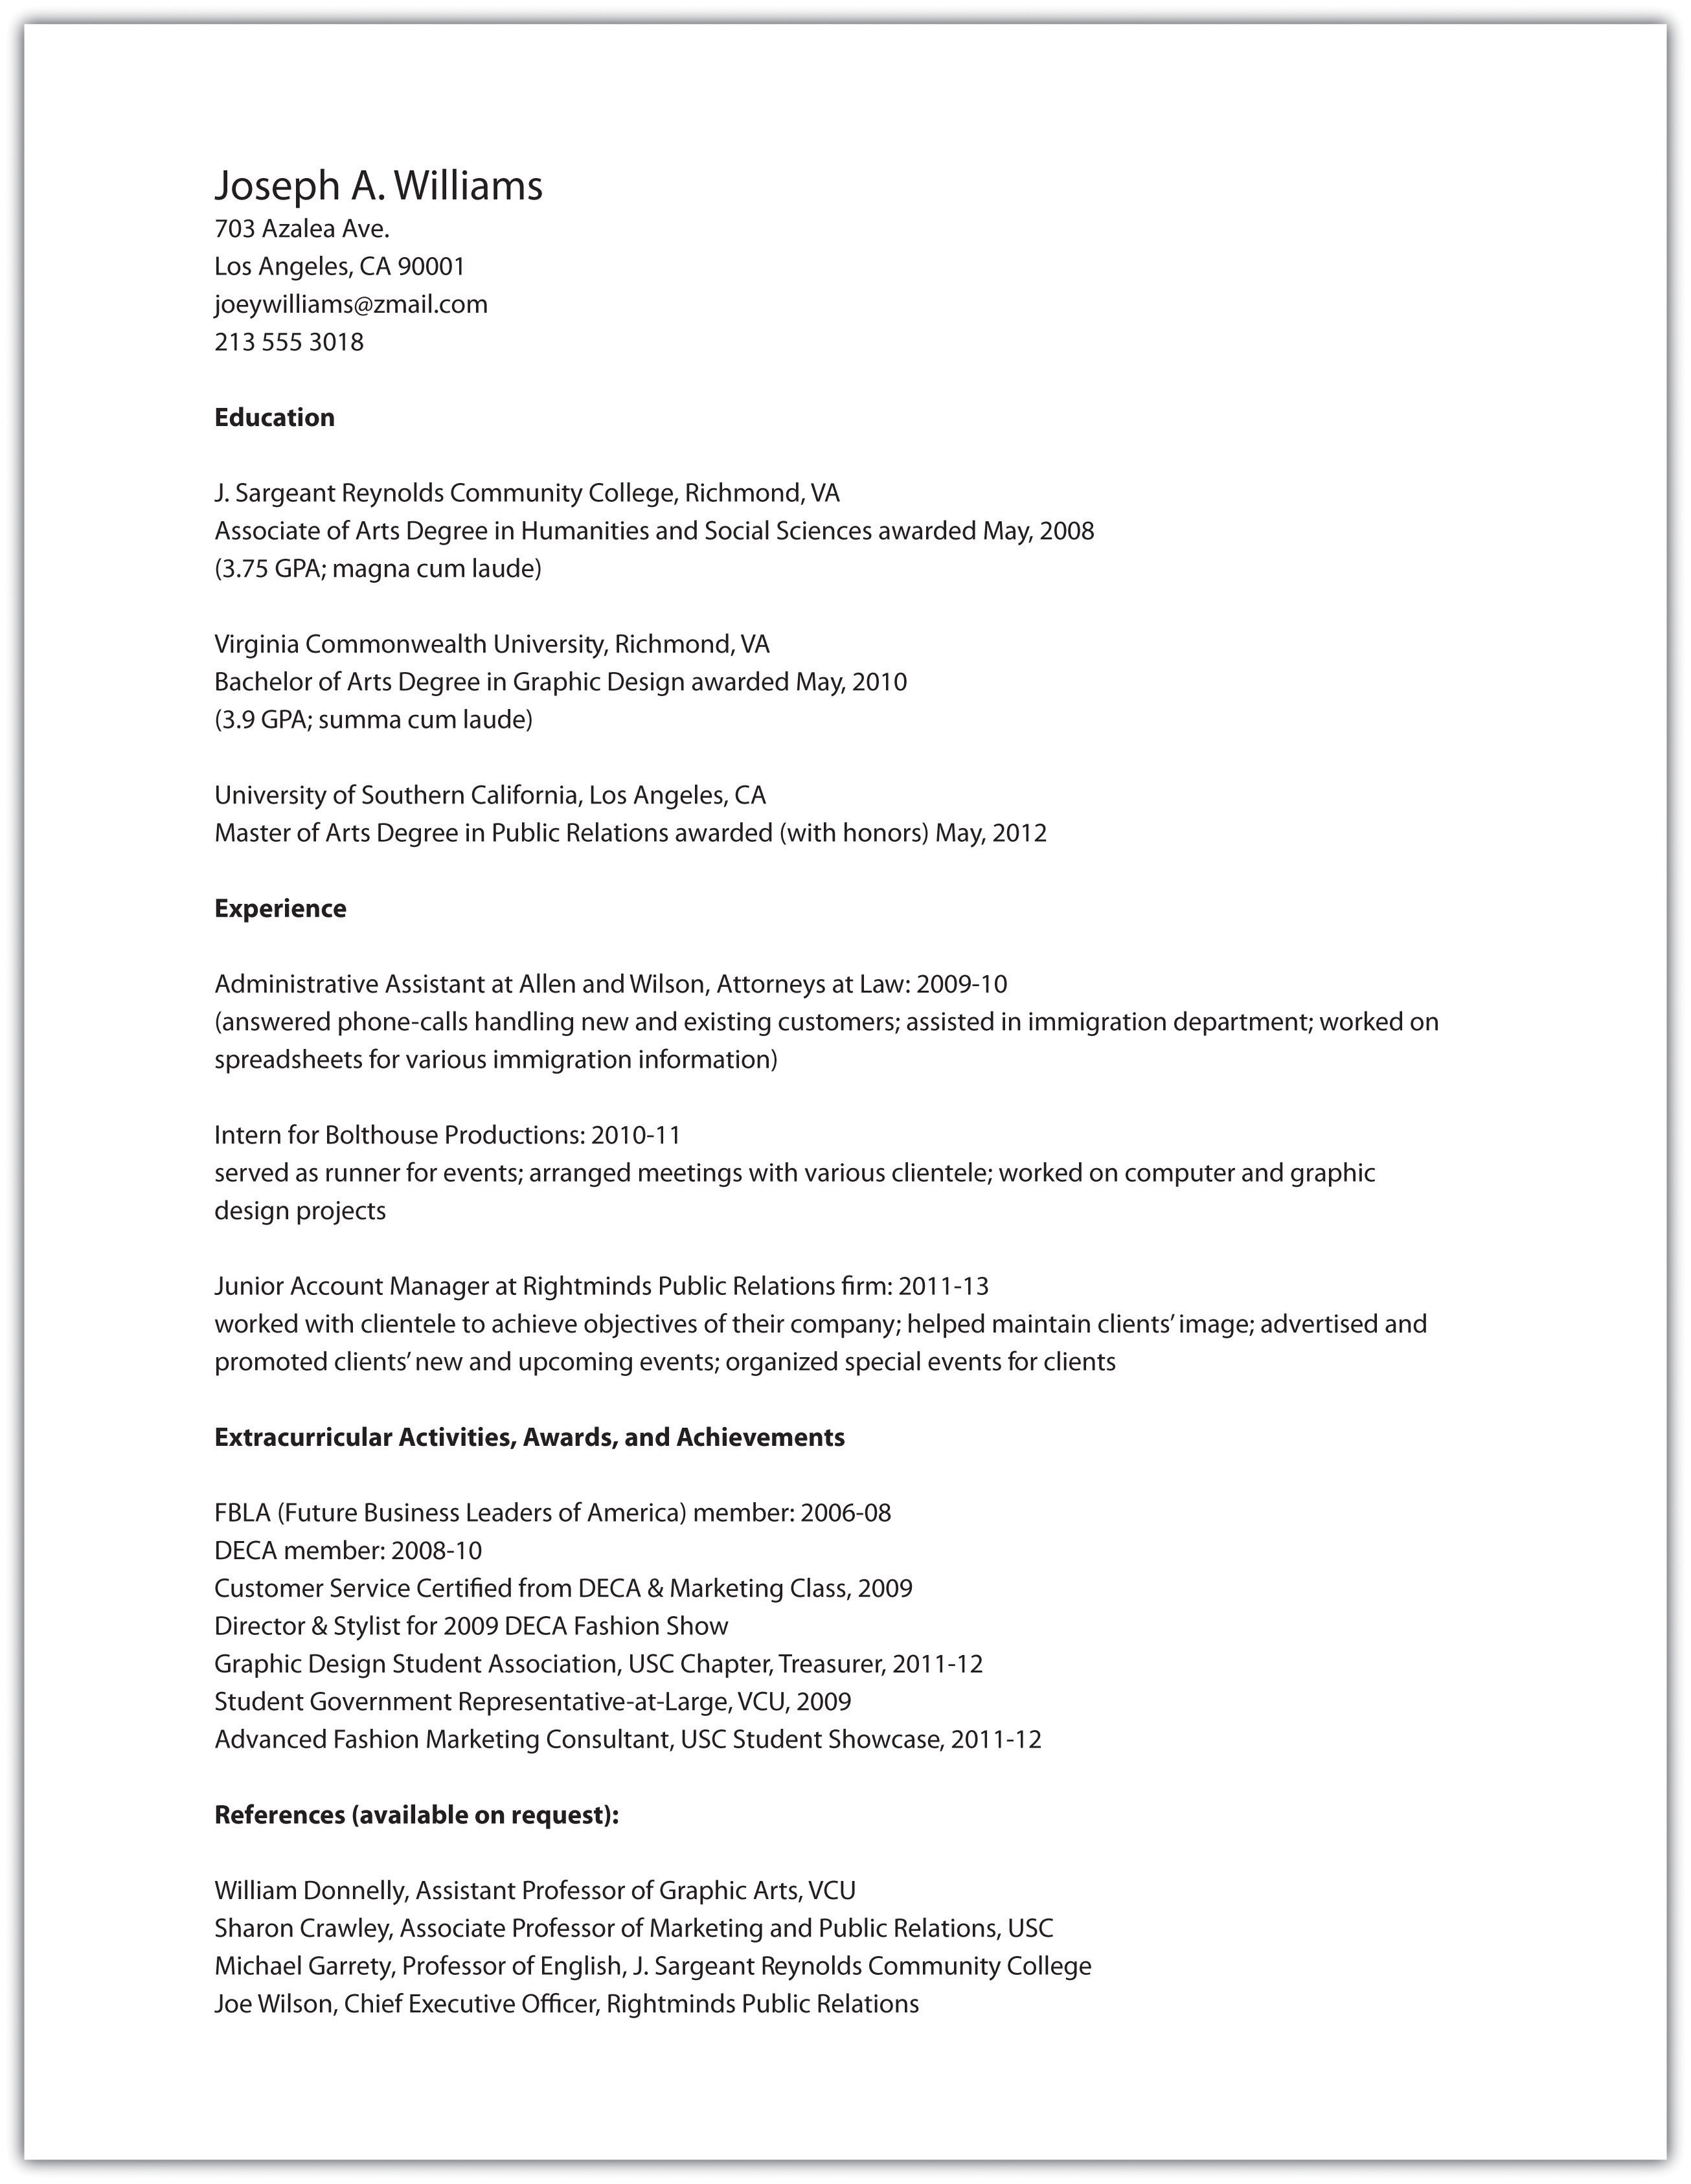 Joseph A. Williams
703 Azalea Ave.
Los Angeles, CA 90001
joeywilliams@zmail.com
213 555 3018
Education
J. Sargeant Reynolds Community College, Richmond, VA
Associate of Arts Degree in Humanities and Social Sciences awarded May, 2008
(3.75 GPA; magna cum laude)
Virginia Commonwealth University, Richmond, VA
Bachelor of Arts Degree in Graphic Design awarded May, 2010
(3.9 GPA; summa cum laude)
University of Southern California, Los Angeles, CA
Master of Arts Degree in Public Relations awarded (with honors) May, 2012
Experience
Administrative Assistant at Allen and Wilson, Attorneys at Law: 2009-10
(answered phone-calls handling new and existing customers; assisted in immigration department; worked on
spreadsheets for various immigration information)
Intern for Bolthouse Productions: 2010-11
served as runner for events; arranged meetings with various clientele; worked on computer and graphic
design projects
Junior Account Manager at Rightminds Public Relations firm: 2011-13
worked with clientele to achieve objectives of their company; helped maintain clients’ image; advertised and
promoted clients’ new and upcoming events; organized special events for clients
Extracurricular Activities, Awards, and Achievements
FBLA (Future Business Leaders of America) member: 2006-08
DECA member: 2008-10
Customer Service Certified from DECA & Marketing Class, 2009
Director & Stylist for 2009 DECA Fashion Show
Graphic Design Student Association, USC Chapter, Treasurer, 2011-12
Student Government Representative-at-Large, VCU, 2009
Advanced Fashion Marketing Consultant, USC Student Showcase, 2011-12
References (available on request):
William Donnelly, Assistant Professor of Graphic Arts, VCU
Sharon Crawley, Associate Professor of Marketing and Public Relations, USC
Michael Garrety, Professor of English, J. Sargeant Reynolds Community College
Joe Wilson, Chief Executive Officer, Rightminds Public Relations